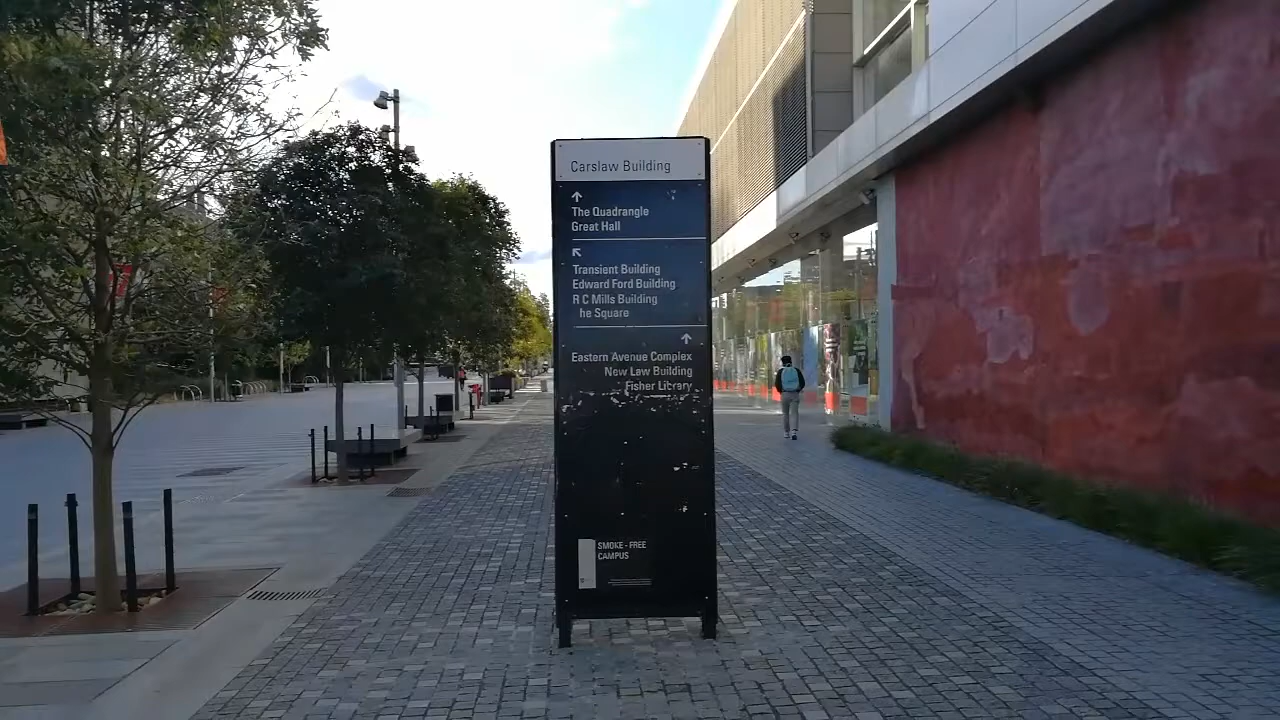 Carslaw Building
The Quadrangle
Great Hall
Transient Building
Edward Ford Building
R C Mills Building
he Square
Eastern Avenue Complex
New Law Building
Fisher Library
SMOKE - FREE
CAMPUS